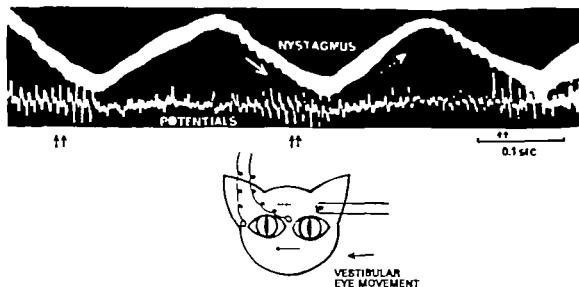 NYSTAGMUS
POTENTIALS
0.1 sec
VESTIBULAR
EYE MOVEMENT